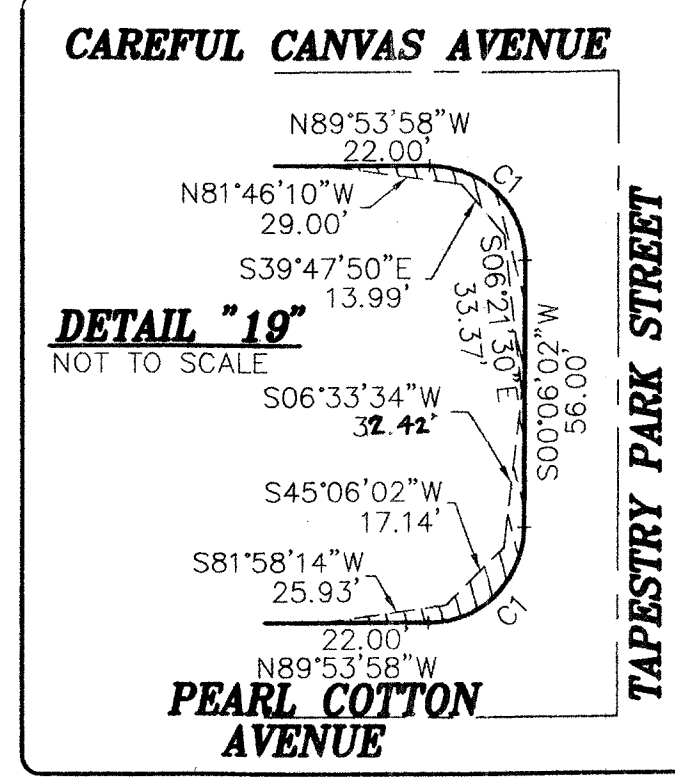 CAREFUL CANVAS AVENUE
N89°53'58"W
22.00'
C1
N81°46'10"W
29.00'
S39°47'50"E
13.99'
S06°21'30"E
33.37'
DETAIL "19"
NOT TO SCALE
S00°06'02"W
56.00'
TAPESTRY PARK STREET
S06°33'34"W
32.42'
S45°06'02"W
17.14'
S81°58'14"W
25.93'
C1
22.00'
N89°53'58"W
PEARL COTTON
AVENUE